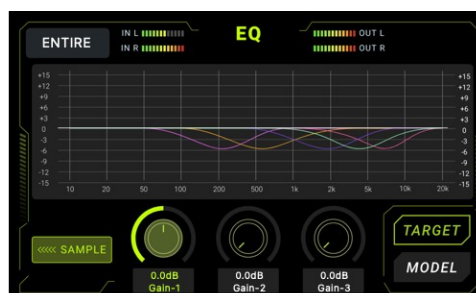 ENTIRE
IN L
IN R
EQ
OUT L
OUT R
+15 +15
+12 +12
+9 +9
+6 +6
+3 +3
0 0
-3 -3
-6 -6
-9 -9
-12 -12
-15 -15
10 20 50 100 200 500 1k 2k 5k 10k 20k
<<<<< SAMPLE
0.0dB 0.0dB 0.0dB
Gain-1 Gain-2 Gain-3
TARGET
MODEL